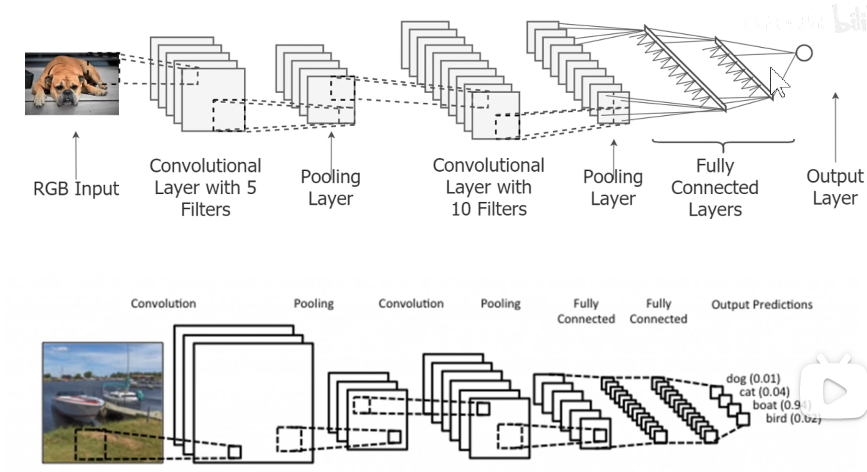 bili
RGB Input
Convolutional
Layer with 5
Filters
Pooling
Layer
Convolutional
Layer with
10 Filters
Pooling
Layer
Fully
Connected
Layers
Output
Layer
Convolution
Pooling
Convolution
Pooling
Fully
Connected
Fully
Connected
Output Predictions
dog (0.01)
cat (0.04)
boat (0.94)
bird (0.02)